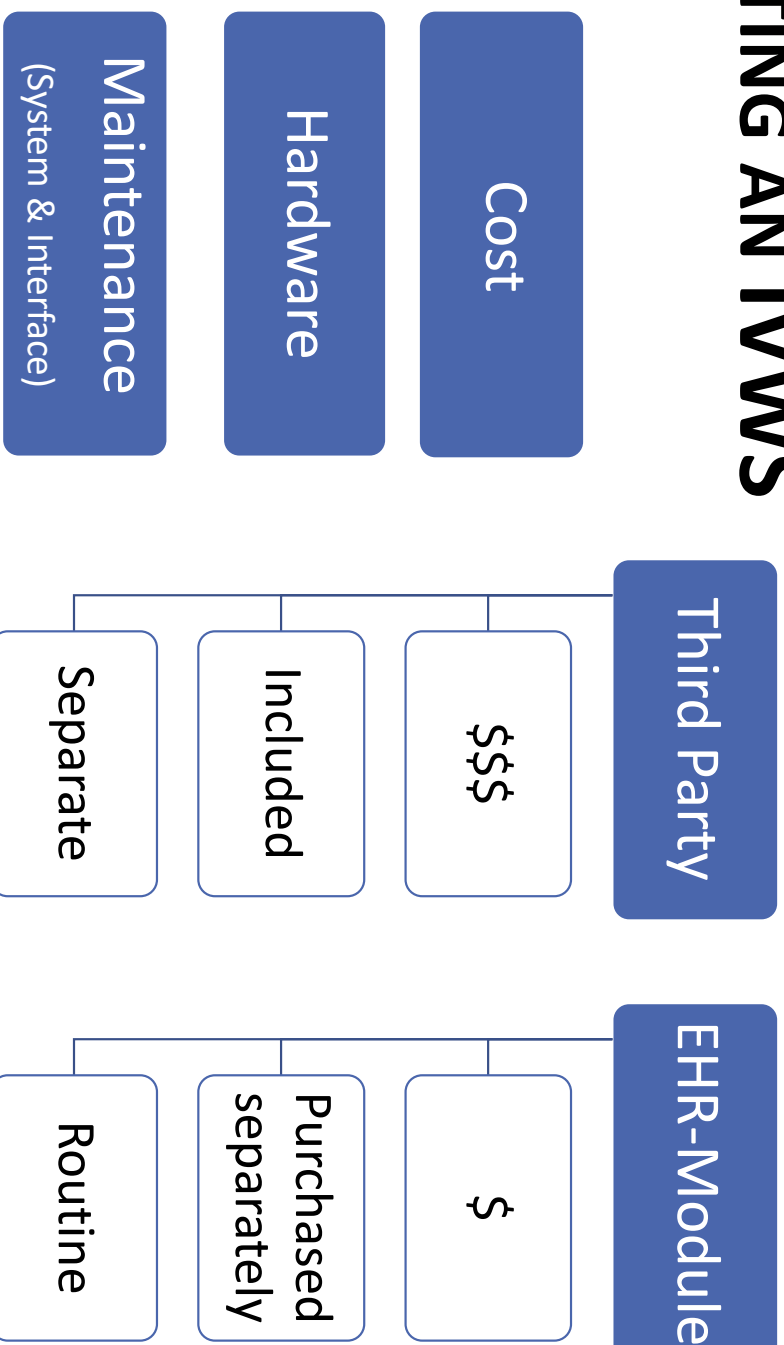 TING AN IVWS
Third Party
EHR-Module
Cost
$$$
$
Hardware
Included
Purchased
separately
Maintenance
(System & Interface)
Separate
Routine